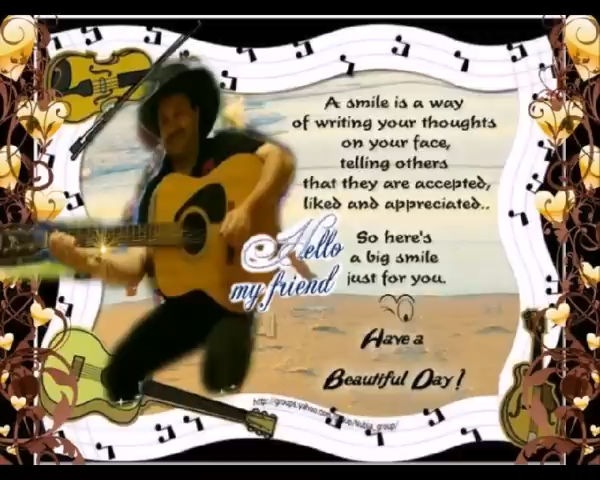 A smile is a way
of writing your thoughts
on your face,
telling others
that they are accepted,
liked and appreciated..
Hello
my friend
So here's
a big smile
just for you.
Have a
Beautiful Day!